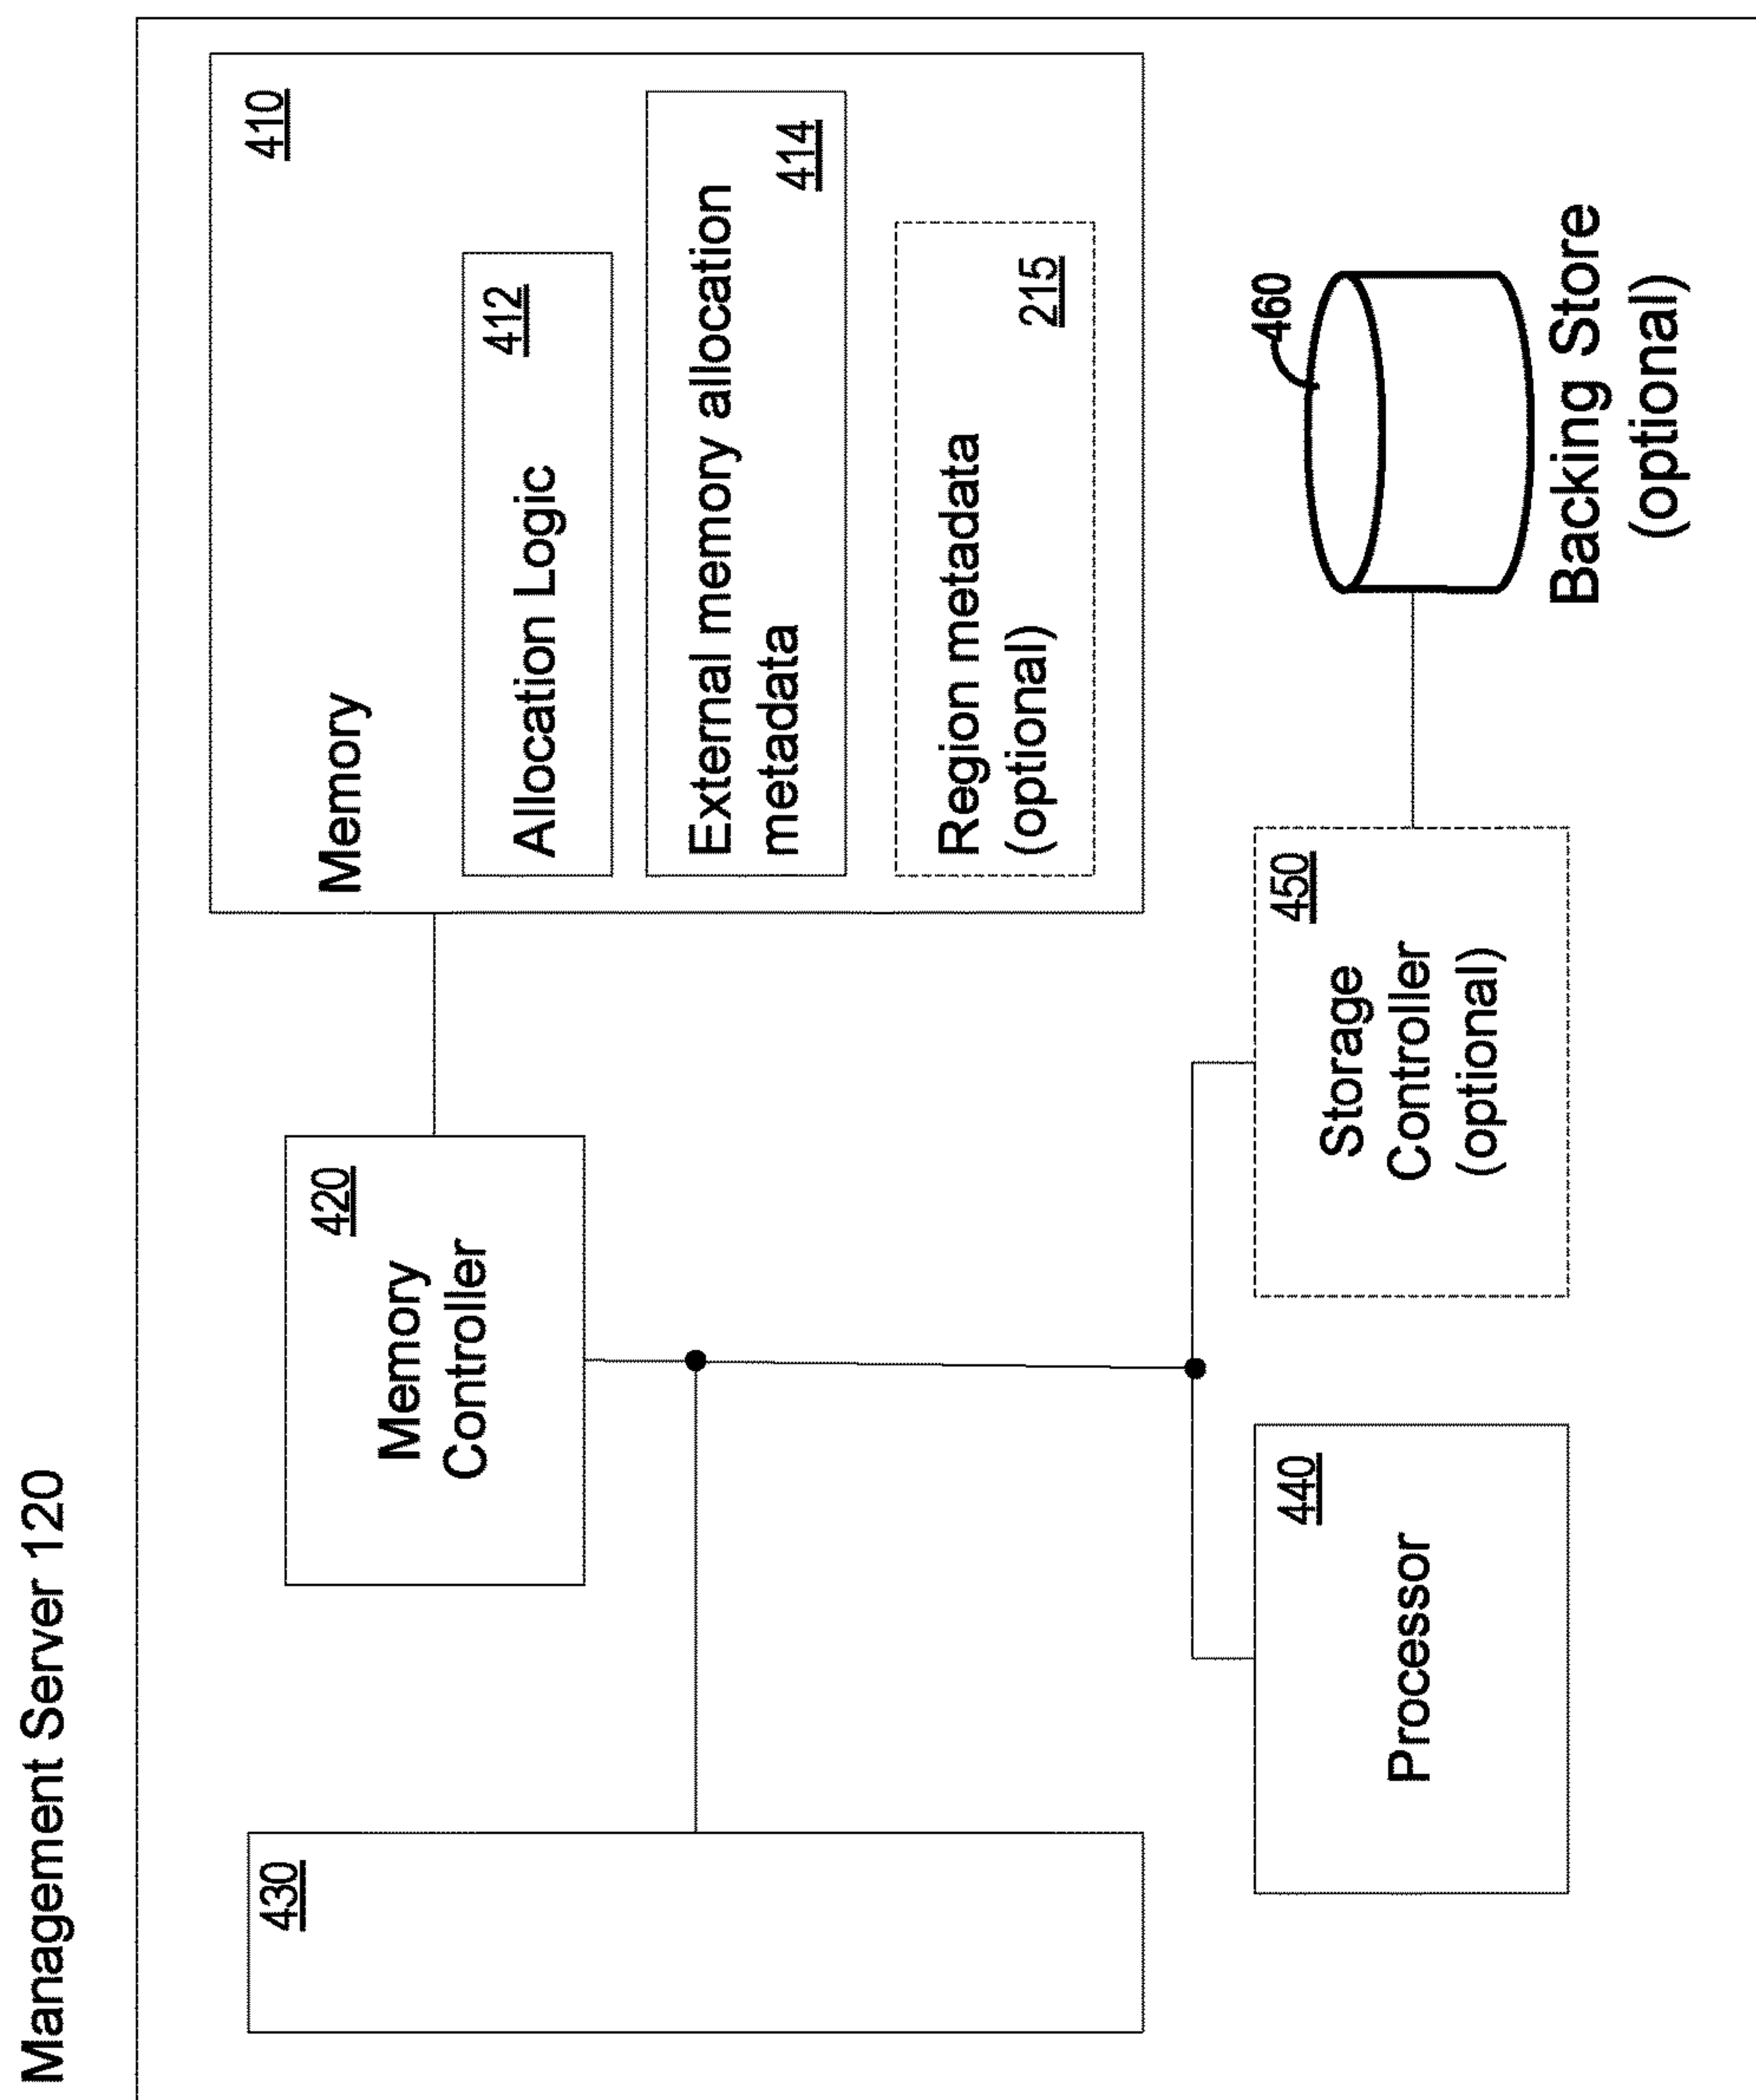 Management Server 120
430
420
Memory
Controller
410
Memory
412
Allocation Logic
External memory allocation
metadata
414
Region metadata
(optional)
215
440
Processor
450
Storage
Controller
(optional)
460
Backing Store
(optional)